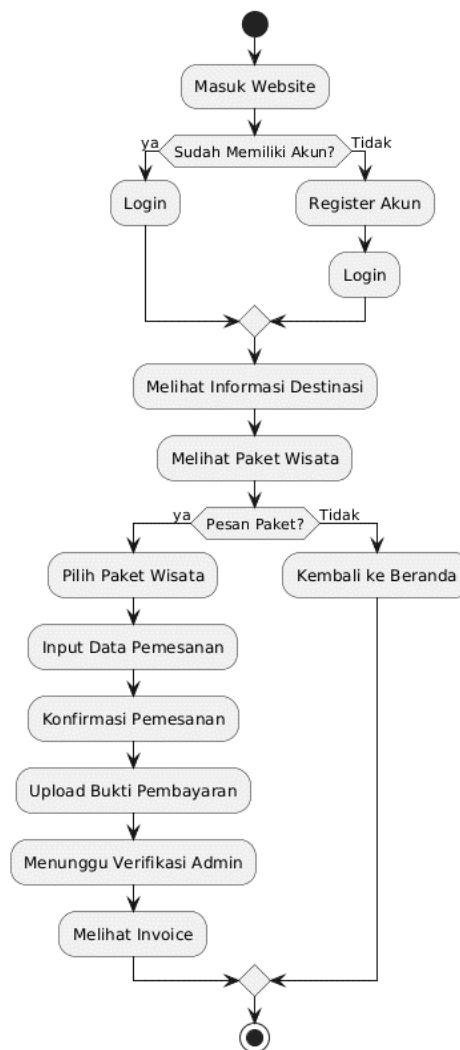 Masuk Website
ya
Sudah Memiliki Akun?
Tidak
Login
Register Akun
Login
Melihat Informasi Destinasi
Melihat Paket Wisata
ya
Pesan Paket?
Tidak
Pilih Paket Wisata
Kembali ke Beranda
Input Data Pemesanan
Konfirmasi Pemesanan
Upload Bukti Pembayaran
Menunggu Verifikasi Admin
Melihat Invoice